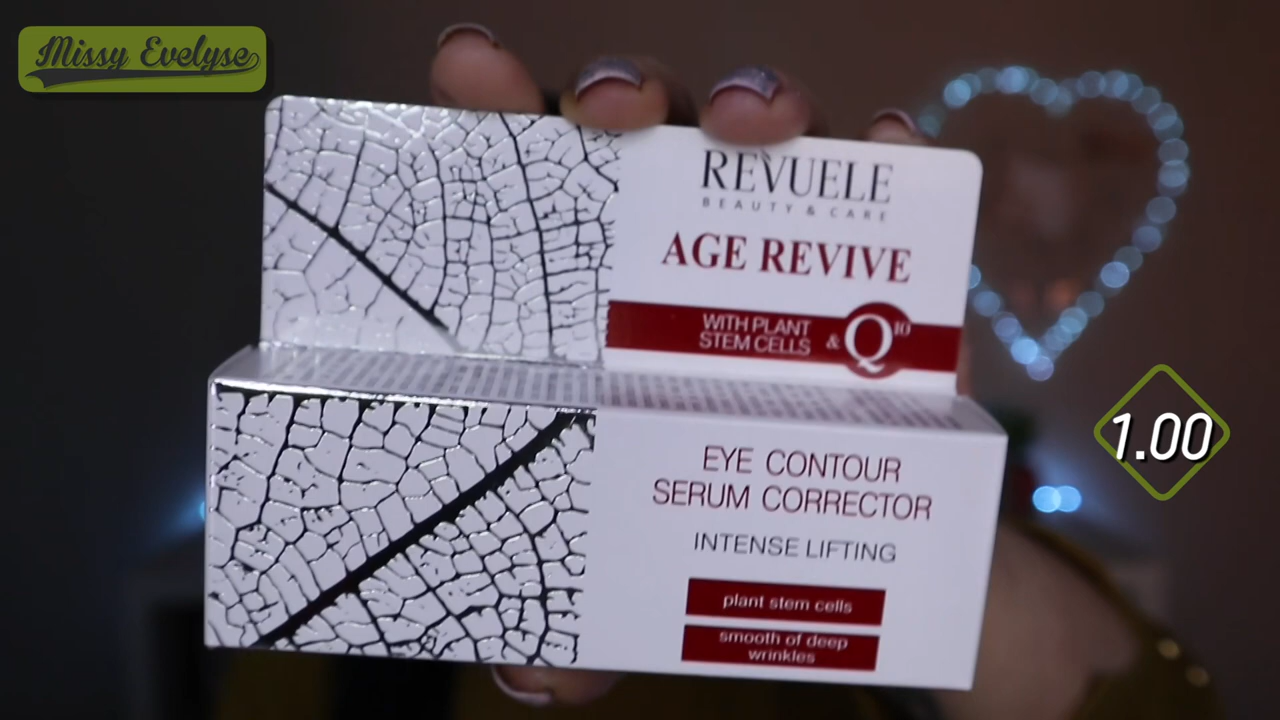 Missy Evelyse
REVUELE
BEAUTY & CARE
AGE REVIVE
WITH PLANT
STEM CELLS & Q10
EYE CONTOUR
SERUM CORRECTOR
INTENSE LIFTING
plant stem cells
smooth of deep
wrinkles
1.00